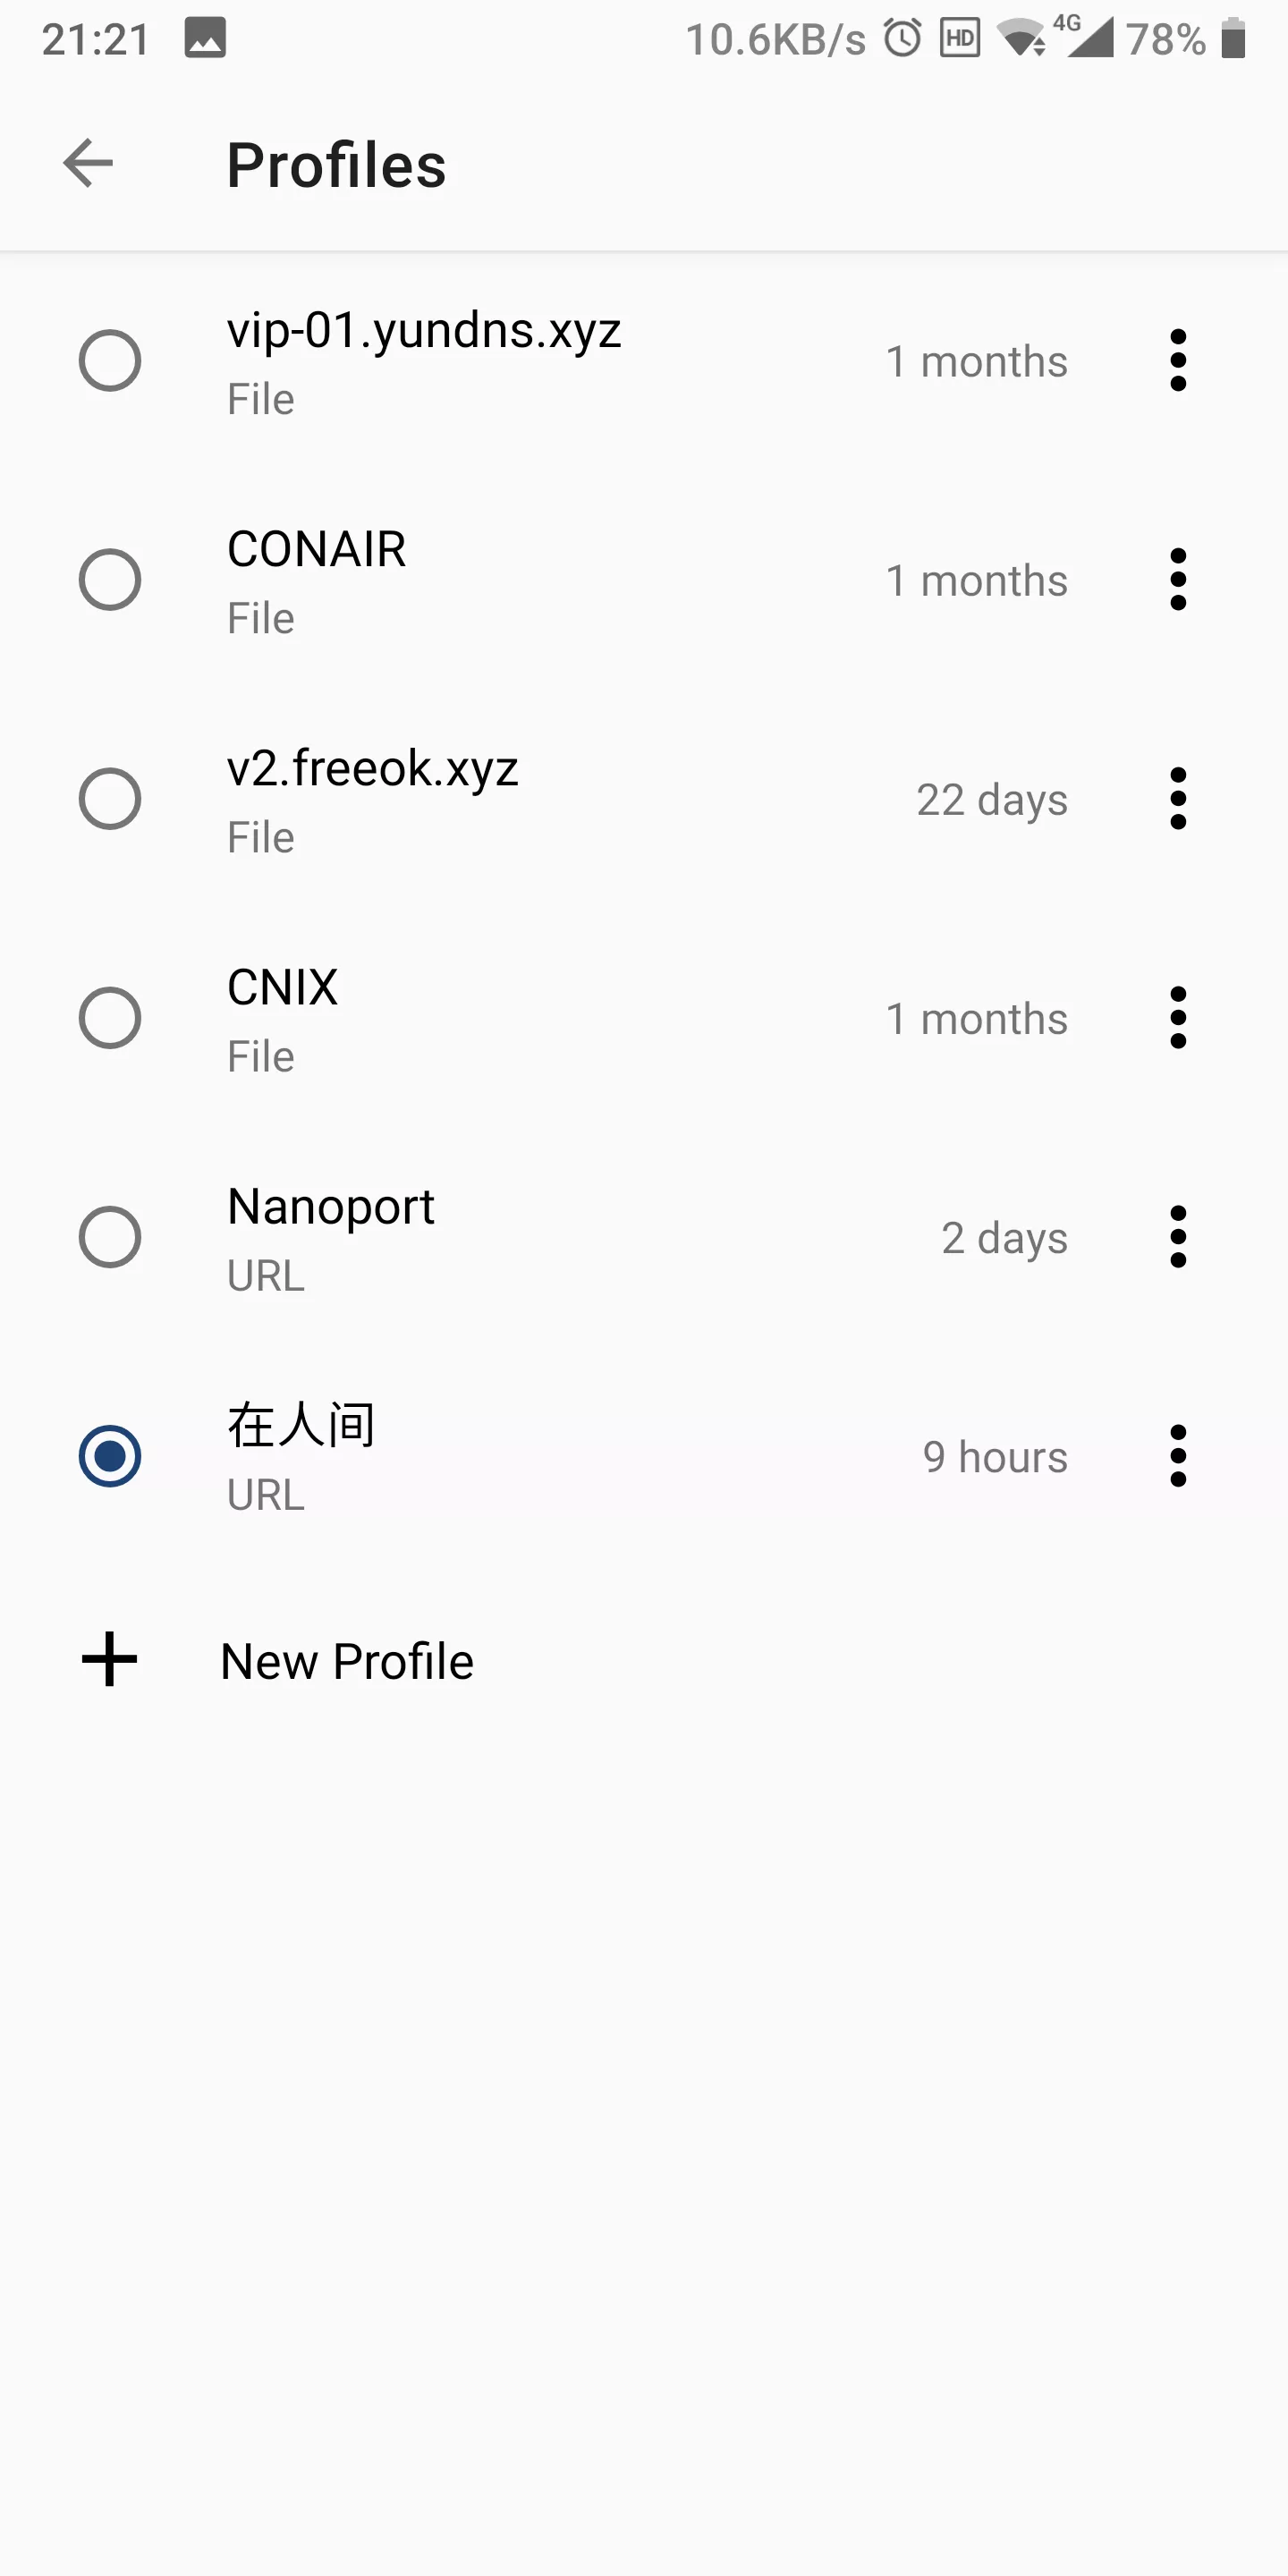 21:21 10.6KB/s HD 4G 78%
Profiles
vip-01.yundns.xyz
File
1 months
CONAIR
File
1 months
v2.freeok.xyz
File
22 days
CNIX
File
1 months
Nanoport
URL
2 days
在人间
URL
9 hours
New Profile